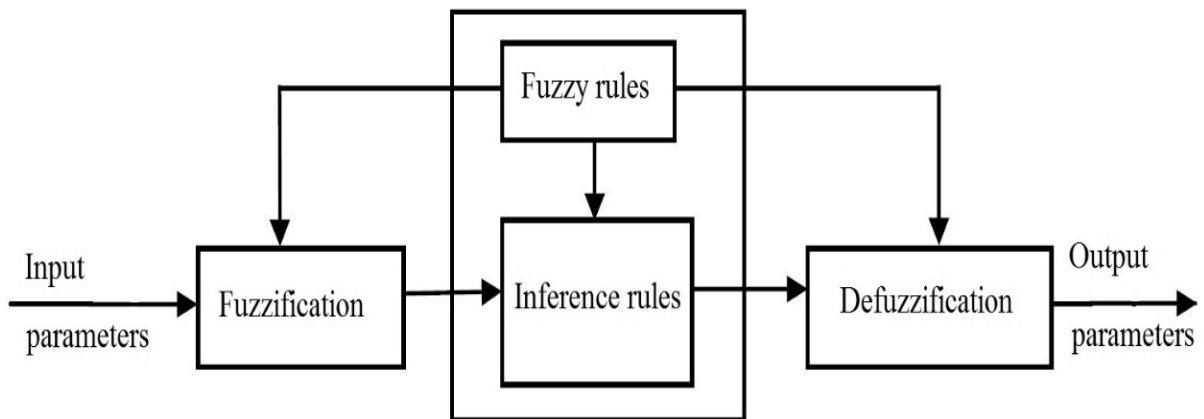 Fuzzy rules
Input
parameters
Fuzzification
Inference rules
Defuzzification
Output
parameters